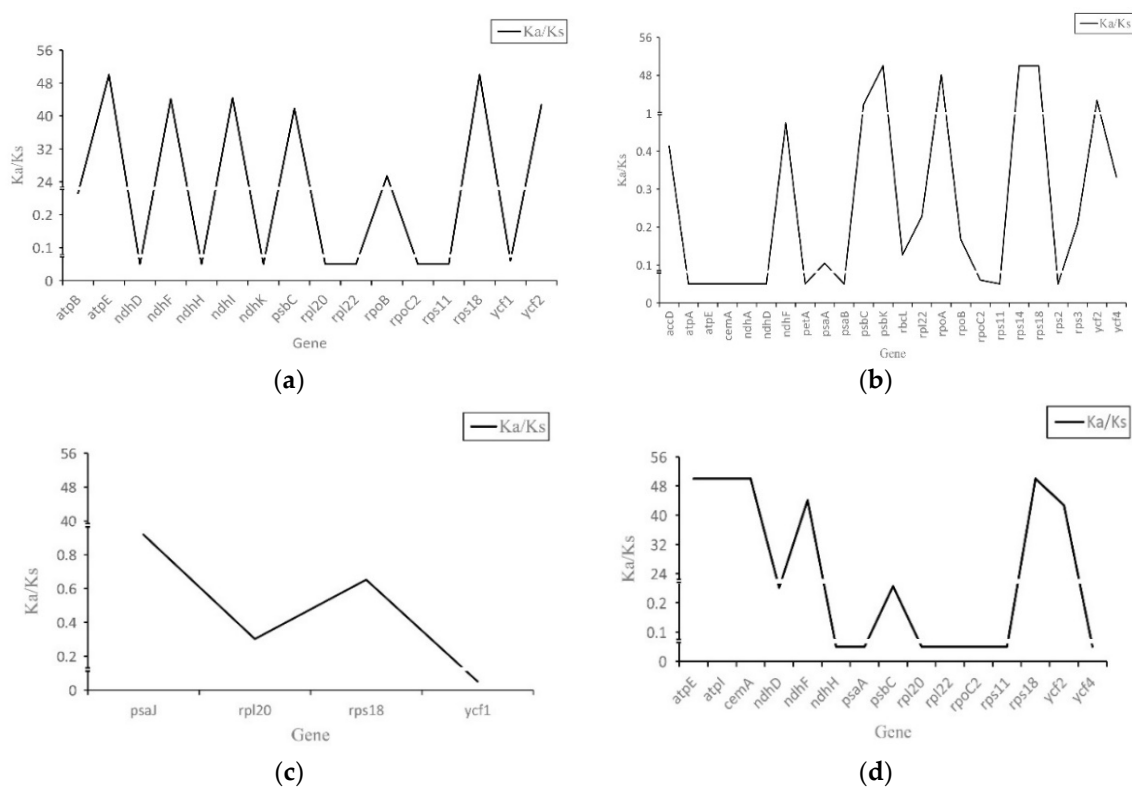 Ka/Ks
56
48
40
32
24
0.2
0.1
0
Ka/Ks
atpB
atpE
ndhD
ndhF
ndhH
ndhI
ndhK
psbC
rpl20
rpl22
rpoB
rpoC2
rps11
rps18
ycf1
ycf2
Gene
(a)
Ka/Ks
56
48
1
0.4
0.3
0.2
0.1
0
Ka/Ks
accD
atpA
atpE
cemA
ndhA
ndhD
ndhF
petA
psaA
psaB
psbC
psbK
rbcL
rpl22
rpoA
rpoB
rpoC2
rps11
rps14
rps18
rps2
rps3
ycf2
ycf4
Gene
(b)
Ka/Ks
56
48
40
0.8
0.6
0.4
0.2
0
Ka/Ks
psaJ
rpl20
rps18
ycf1
Gene
(c)
Ka/Ks
56
48
40
32
24
0.2
0.1
0
Ka/Ks
atpE
atpI
cemA
ndhD
ndhF
ndhH
psaA
psbC
rpl20
rpl22
rpoC2
rps11
rps18
ycf2
ycf4
Gene
(d)